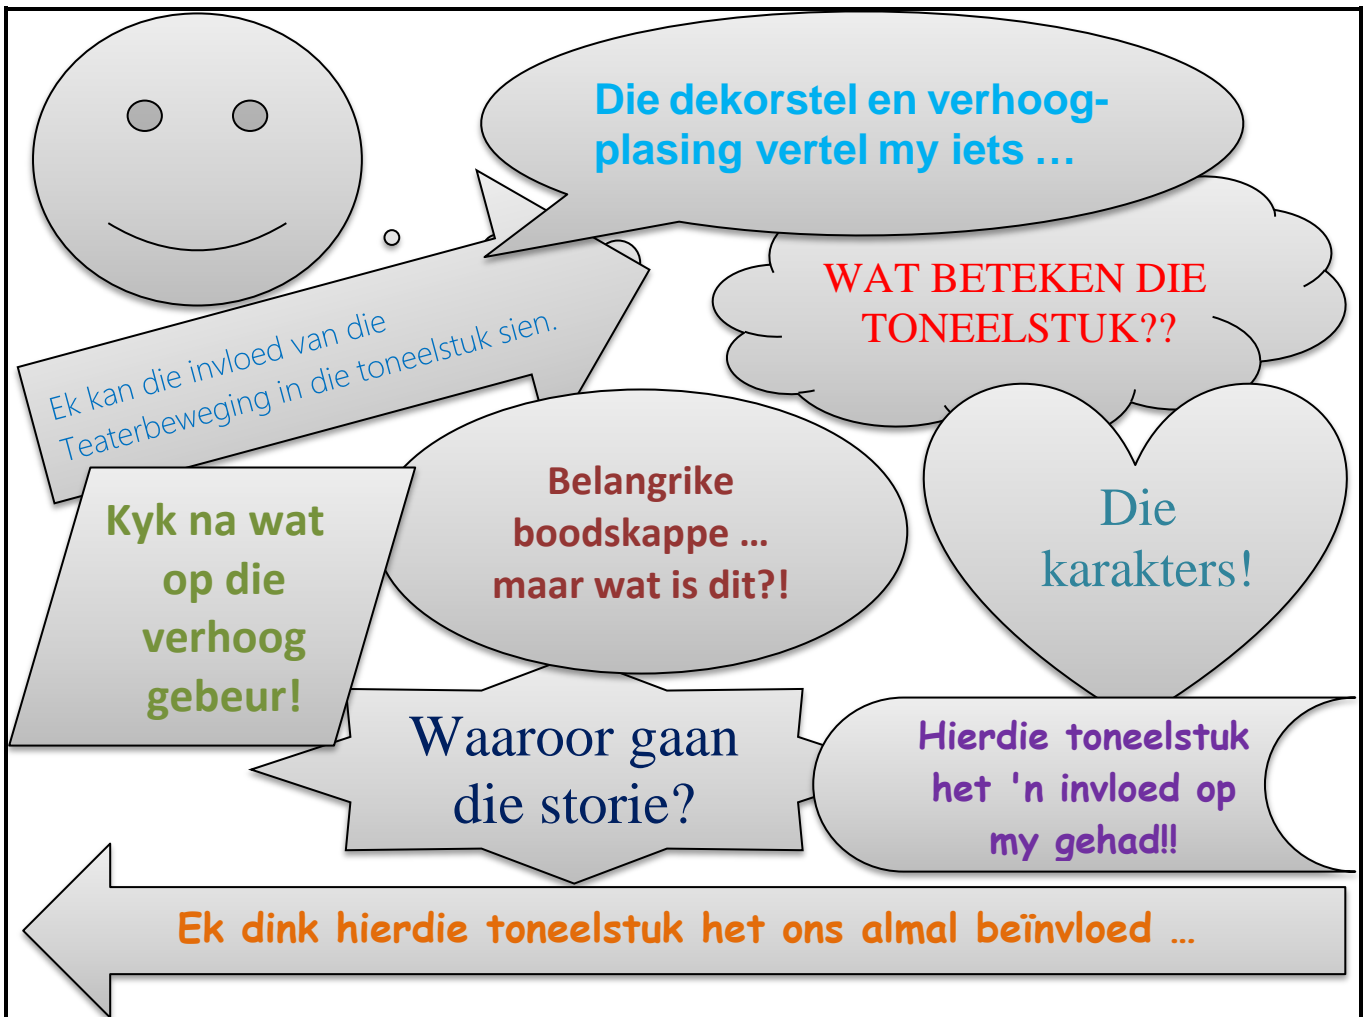 Die dekorstel en verhoog-
plasing vertel my iets …
WAT BETEKEN DIE
TONEELSTUK??
Ek kan die invloed van die
Teaterbeweging in die toneelstuk sien.
Belangrike
boodskappe …
maar wat is dit?!
Die
karakters!
Kyk na wat
op die
verhoog
gebeur!
Waaroor gaan
die storie?
Hierdie toneelstuk
het 'n invloed op
my gehad!!
Ek dink hierdie toneelstuk het ons almal beïnvloed …